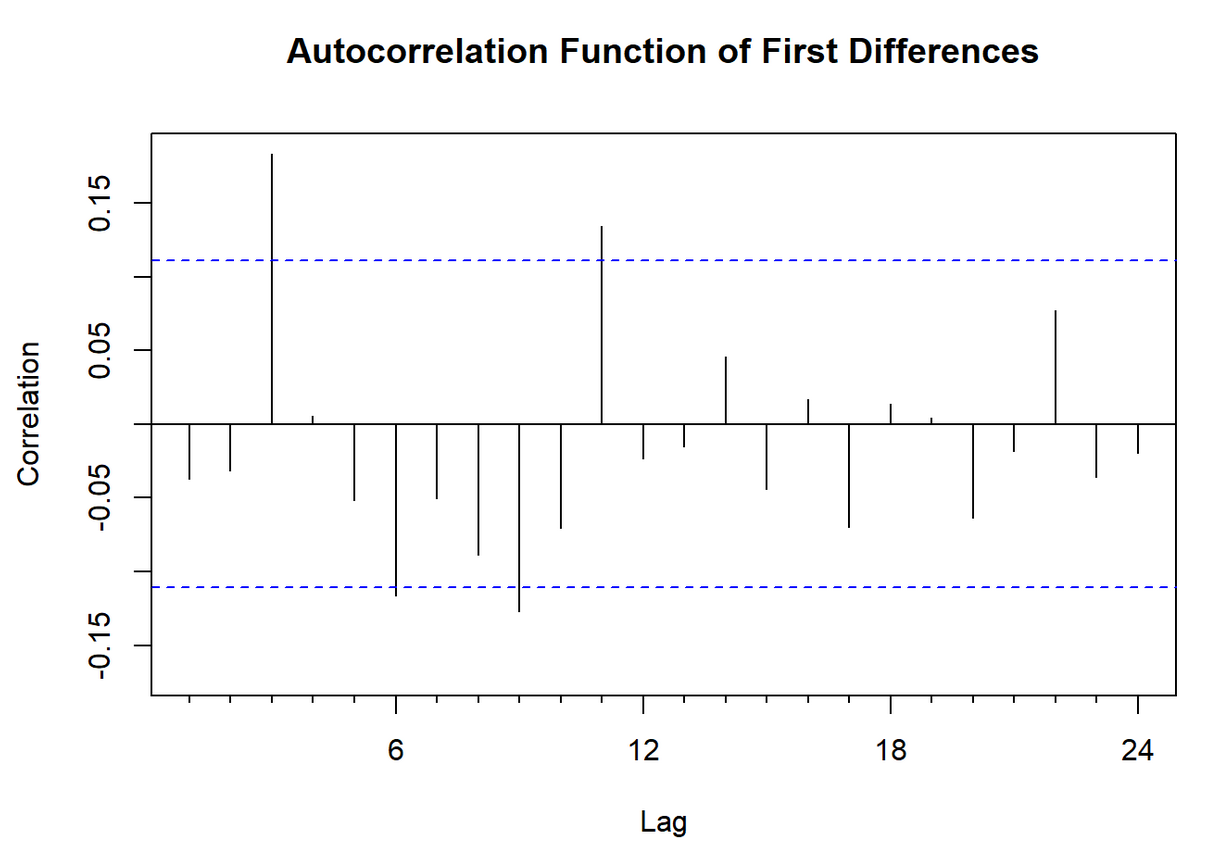 Autocorrelation Function of First Differences
0.15
0.05
-0.05
-0.15
Correlation
6 12 18 24
Lag